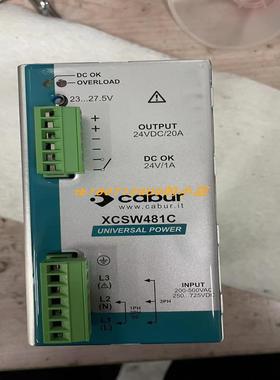 DC OK
OVERLOAD
23...27.5V
+
+
-
-
OUTPUT
24VDC/20A
DC OK
24V/1A
cabur
www.cabur.it
XCSW481C
UNIVERSAL POWER
L3
L2
(N)
L1
(L)
1PH
3PH
INPUT
200-500VAC
250...725VDC